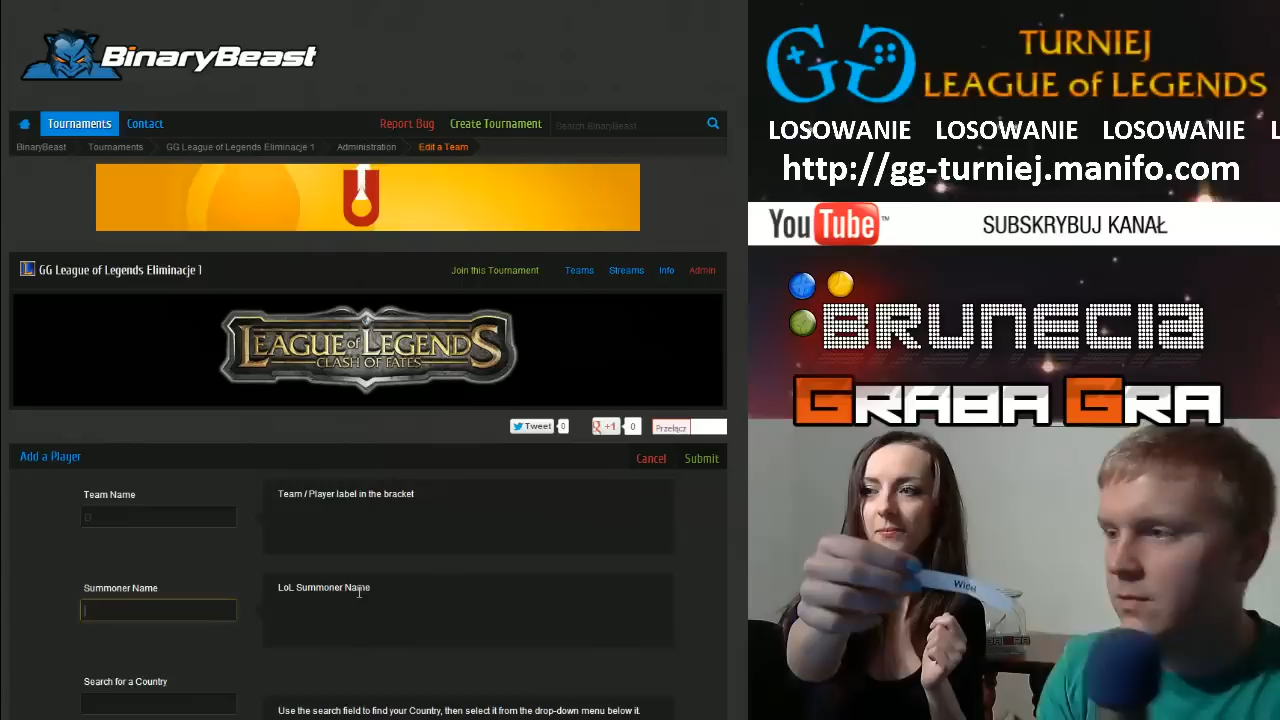 BinaryBeast
Tournaments Contact Report Bug Create Tournament Search BinaryBeast
BinaryBeast Tournaments GG League of Legends Eliminacje 1 Administration Edit a Team
GG League of Legends Eliminacje 1 Join this Tournament Teams Streams Info Admin
LEAGUE of LEGENDS
CLASH OF FATES
Tweet 0 g +1 0 Przełącz
Add a Player Cancel Submit
Team Name Team / Player label in the bracket
Summoner Name LoL Summoner Name
Search for a Country
Use the search field to find your Country, then select it from the drop-down menu below it.
GG TURNIEJ
LEAGUE of LEGENDS
LOSOWANIE LOSOWANIE LOSOWANIE L
http://gg-turniej.manifo.com
YouTube™ SUBSKRYBUJ KANAŁ
BRUNECIA
GRABA GRA